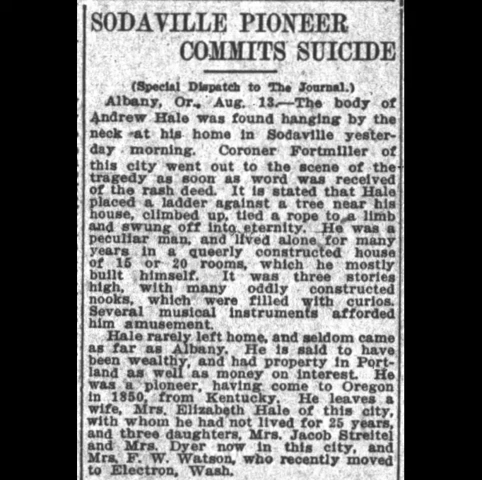 SODAVILLE PIONEER
COMMITS SUICIDE
(Special Dispatch to The Journal.)
Albany, Or., Aug. 13.—The body of
Andrew Hale was found hanging by the
neck at his home in Sodaville yester-
day morning. Coroner Fortmiller of
this city went out to the scene of the
tragedy as soon as word was received
of the rash deed. It is stated that Hale
placed a ladder against a tree near his
house, climbed up, tied a rope to a limb
and swung off into eternity. He was a
peculiar man, and lived alone for many
years in a queerly constructed house
of 15 or 20 rooms, which he mostly
built himself. It was three stories
high, with many oddly constructed
nooks, which were filled with curios.
Several musical instruments afforded
him amusement.
Hale rarely left home, and seldom came
as far as Albany. He is said to have
been wealthy, and had property in Port-
land as well as money on interest. He
was a pioneer, having come to Oregon
in 1850, from Kentucky. He leaves a
wife, Mrs. Elizabeth Hale of this city,
with whom he had not lived for 25 years,
and three daughters, Mrs. Jacob Streitel
and Mrs. Dyer now in this city, and
Mrs. F. W. Watson, who recently moved
to Electron, Wash.